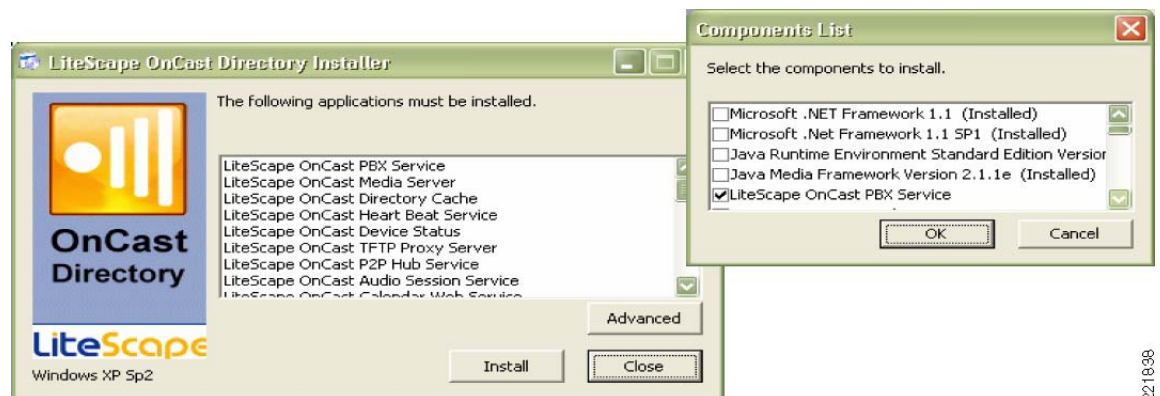 LiteScape OnCast Directory Installer
The following applications must be installed.
LiteScape OnCast PBX Service
LiteScape OnCast Media Server
LiteScape OnCast Directory Cache
LiteScape OnCast Heart Beat Service
LiteScape OnCast Device Status
LiteScape OnCast TFTP Proxy Server
LiteScape OnCast P2P Hub Service
LiteScape OnCast Audio Session Service
LiteScape OnCast Calendar Web Service
OnCast
Directory
LiteScape
Windows XP Sp2
Advanced
Install
Close
Components List
Select the components to install.
Microsoft .NET Framework 1.1 (Installed)
Microsoft .Net Framework 1.1 SP1 (Installed)
Java Runtime Environment Standard Edition Version
Java Media Framework Version 2.1.1e (Installed)
LiteScape OnCast PBX Service
OK
Cancel
221838